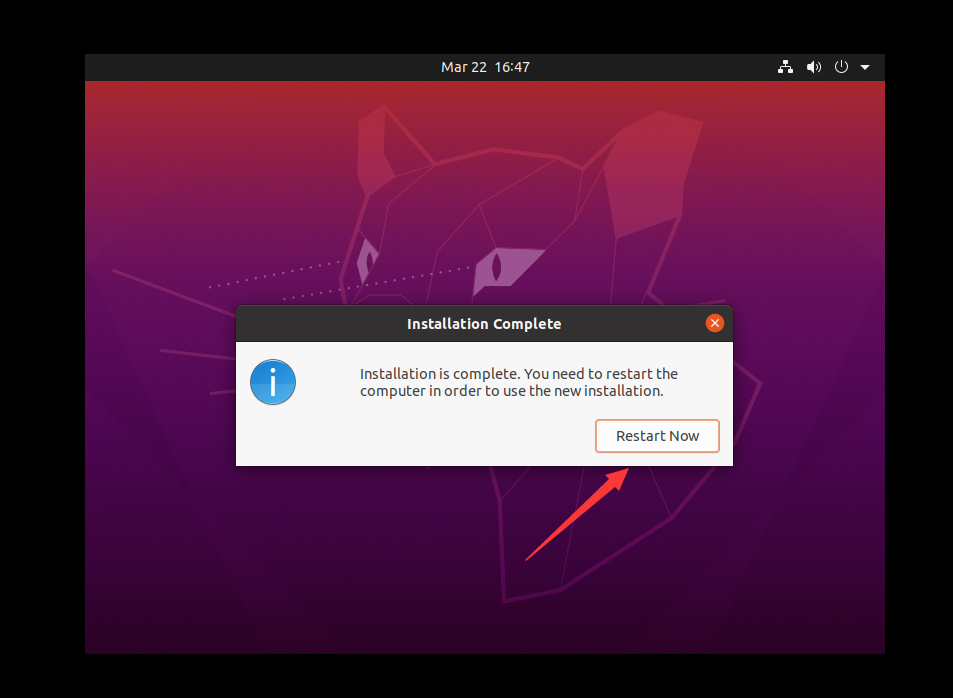 Mar 22 16:47
Installation Complete
Installation is complete. You need to restart the
computer in order to use the new installation.
Restart Now